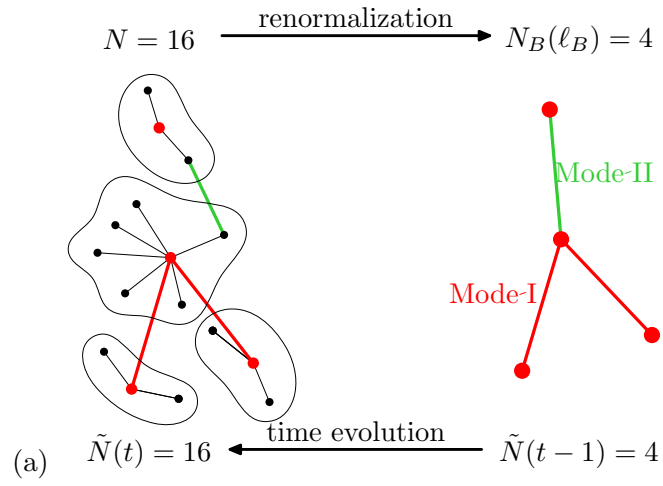 renormalization
N = 16 N_B(ℓ_B) = 4
Mode-II
Mode-I
time evolution
(a) Ñ(t) = 16 Ñ(t − 1) = 4